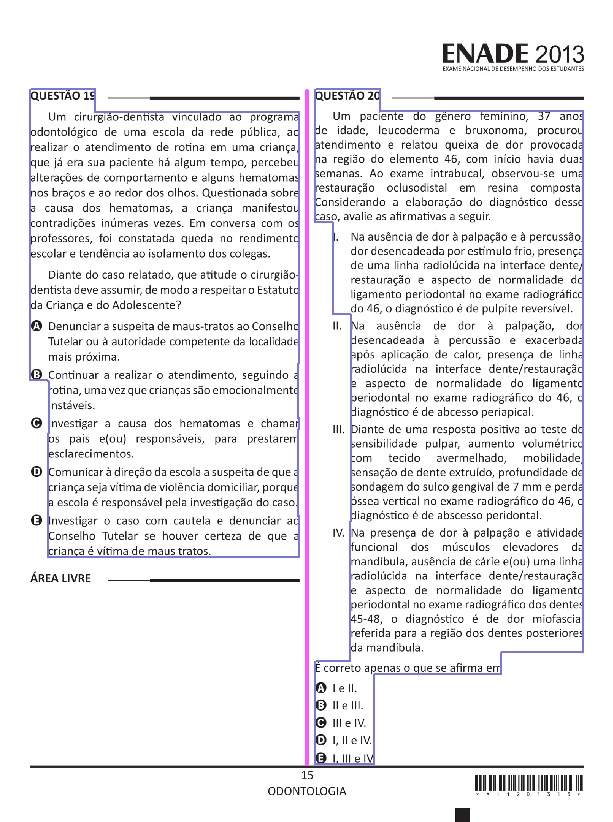 ENADE 2013
EXAME NACIONAL DE DESEMPENHO DOS ESTUDANTES
QUESTÃO 19
Um cirurgião-dentista vinculado ao programa
odontológico de uma escola da rede pública, ao
realizar o atendimento de rotina em uma criança,
que já era sua paciente há algum tempo, percebeu
alterações de comportamento e alguns hematomas
nos braços e ao redor dos olhos. Questionada sobre
a causa dos hematomas, a criança manifestou
contradições inúmeras vezes. Em conversa com os
professores, foi constatada queda no rendimento
escolar e tendência ao isolamento dos colegas.
Diante do caso relatado, que atitude o cirurgião-
dentista deve assumir, de modo a respeitar o Estatuto
da Criança e do Adolescente?
A Denunciar a suspeita de maus-tratos ao Conselho
Tutelar ou à autoridade competente da localidade
mais próxima.
B Continuar a realizar o atendimento, seguindo a
rotina, uma vez que crianças são emocionalmente
instáveis.
C Investigar a causa dos hematomas e chamar
os pais e(ou) responsáveis, para prestarem
esclarecimentos.
D Comunicar à direção da escola a suspeita de que a
criança seja vítima de violência domiciliar, porque
a escola é responsável pela investigação do caso.
E Investigar o caso com cautela e denunciar ao
Conselho Tutelar se houver certeza de que a
criança é vítima de maus tratos.
ÁREA LIVRE
QUESTÃO 20
Um paciente do gênero feminino, 37 anos
de idade, leucoderma e bruxonoma, procurou
atendimento e relatou queixa de dor provocada
na região do elemento 46, com início havia duas
semanas. Ao exame intrabucal, observou-se uma
restauração oclusodistal em resina composta.
Considerando a elaboração do diagnóstico desse
caso, avalie as afirmativas a seguir.
I. Na ausência de dor à palpação e à percussão,
dor desencadeada por estímulo frio, presença
de uma linha radiolúcida na interface dente/
restauração e aspecto de normalidade do
ligamento periodontal no exame radiográfico
do 46, o diagnóstico é de pulpite reversível.
II. Na ausência de dor à palpação, dor
desencadeada à percussão e exacerbada
após aplicação de calor, presença de linha
radiolúcida na interface dente/restauração
e aspecto de normalidade do ligamento
periodontal no exame radiográfico do 46, o
diagnóstico é de abcesso periapical.
III. Diante de uma resposta positiva ao teste de
sensibilidade pulpar, aumento volumétrico
com tecido avermelhado, mobilidade,
sensação de dente extruído, profundidade de
sondagem do sulco gengival de 7 mm e perda
óssea vertical no exame radiográfico do 46, o
diagnóstico é de abscesso peridontal.
IV. Na presença de dor à palpação e atividade
funcional dos músculos elevadores da
mandíbula, ausência de cárie e(ou) uma linha
radiolúcida na interface dente/restauração
e aspecto de normalidade do ligamento
periodontal no exame radiográfico dos dentes
45-48, o diagnóstico é de dor miofascial
referida para a região dos dentes posteriores
da mandíbula.
É correto apenas o que se afirma em
A I e II.
B II e III.
C III e IV.
D I, II e IV.
E I, III e IV
15
ODONTOLOGIA